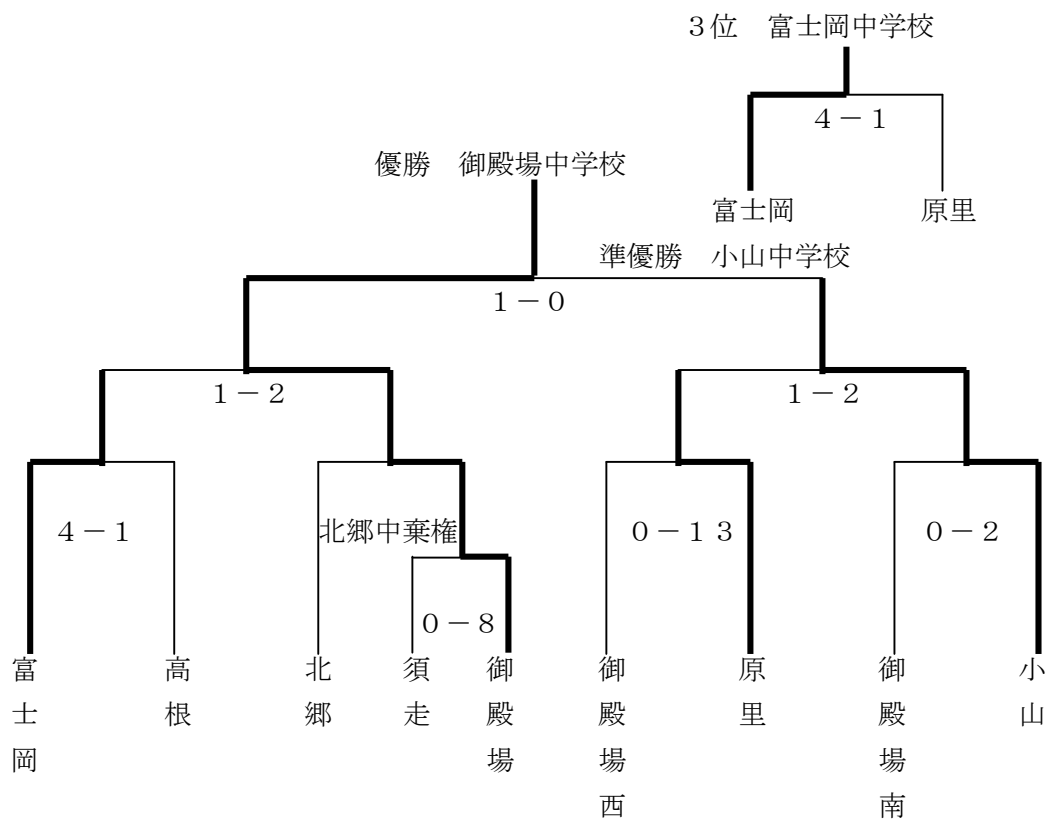 ３位　富士岡中学校
４－１
富士岡
原里
優勝　御殿場中学校
準優勝　小山中学校
１－０
１－２
１－２
４－１
北郷中棄権
０－８
０－１３
０－２
富士岡
高根
北郷
須走
御殿場
御殿場西
原里
御殿場南
小山